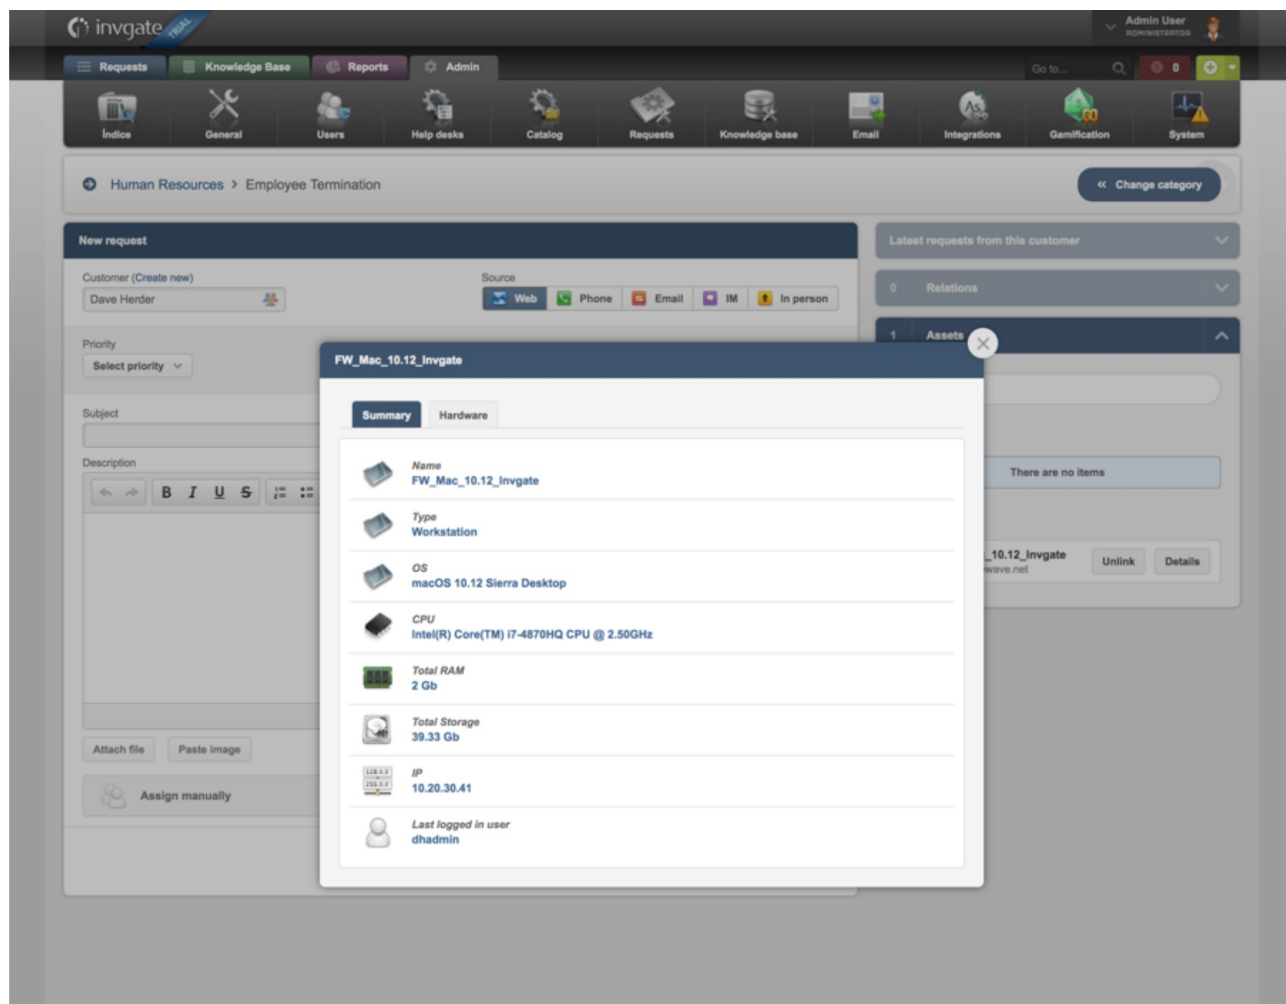 invgate TRIAL
Admin User
ADMINISTRATOR
Requests
Knowledge Base
Reports
Admin
Go to...
0
Índice
General
Users
Help desks
Catalog
Requests
Knowledge base
Email
Integrations
Gamification
System
Human Resources > Employee Termination
« Change category
New request
Customer (Create new)
Dave Herder
Source
Web
Phone
Email
IM
In person
Priority
Select priority
Subject
Description
B I U S
Attach file
Paste image
Assign manually
Latest requests from this customer
0 Relations
1 Assets
There are no items
_10.12_Invgate
wave.net
Unlink
Details
FW_Mac_10.12_Invgate
Summary
Hardware
Name
FW_Mac_10.12_Invgate
Type
Workstation
OS
macOS 10.12 Sierra Desktop
CPU
Intel(R) Core(TM) i7-4870HQ CPU @ 2.50GHz
Total RAM
2 Gb
Total Storage
39.33 Gb
IP
10.20.30.41
Last logged in user
dhadmin